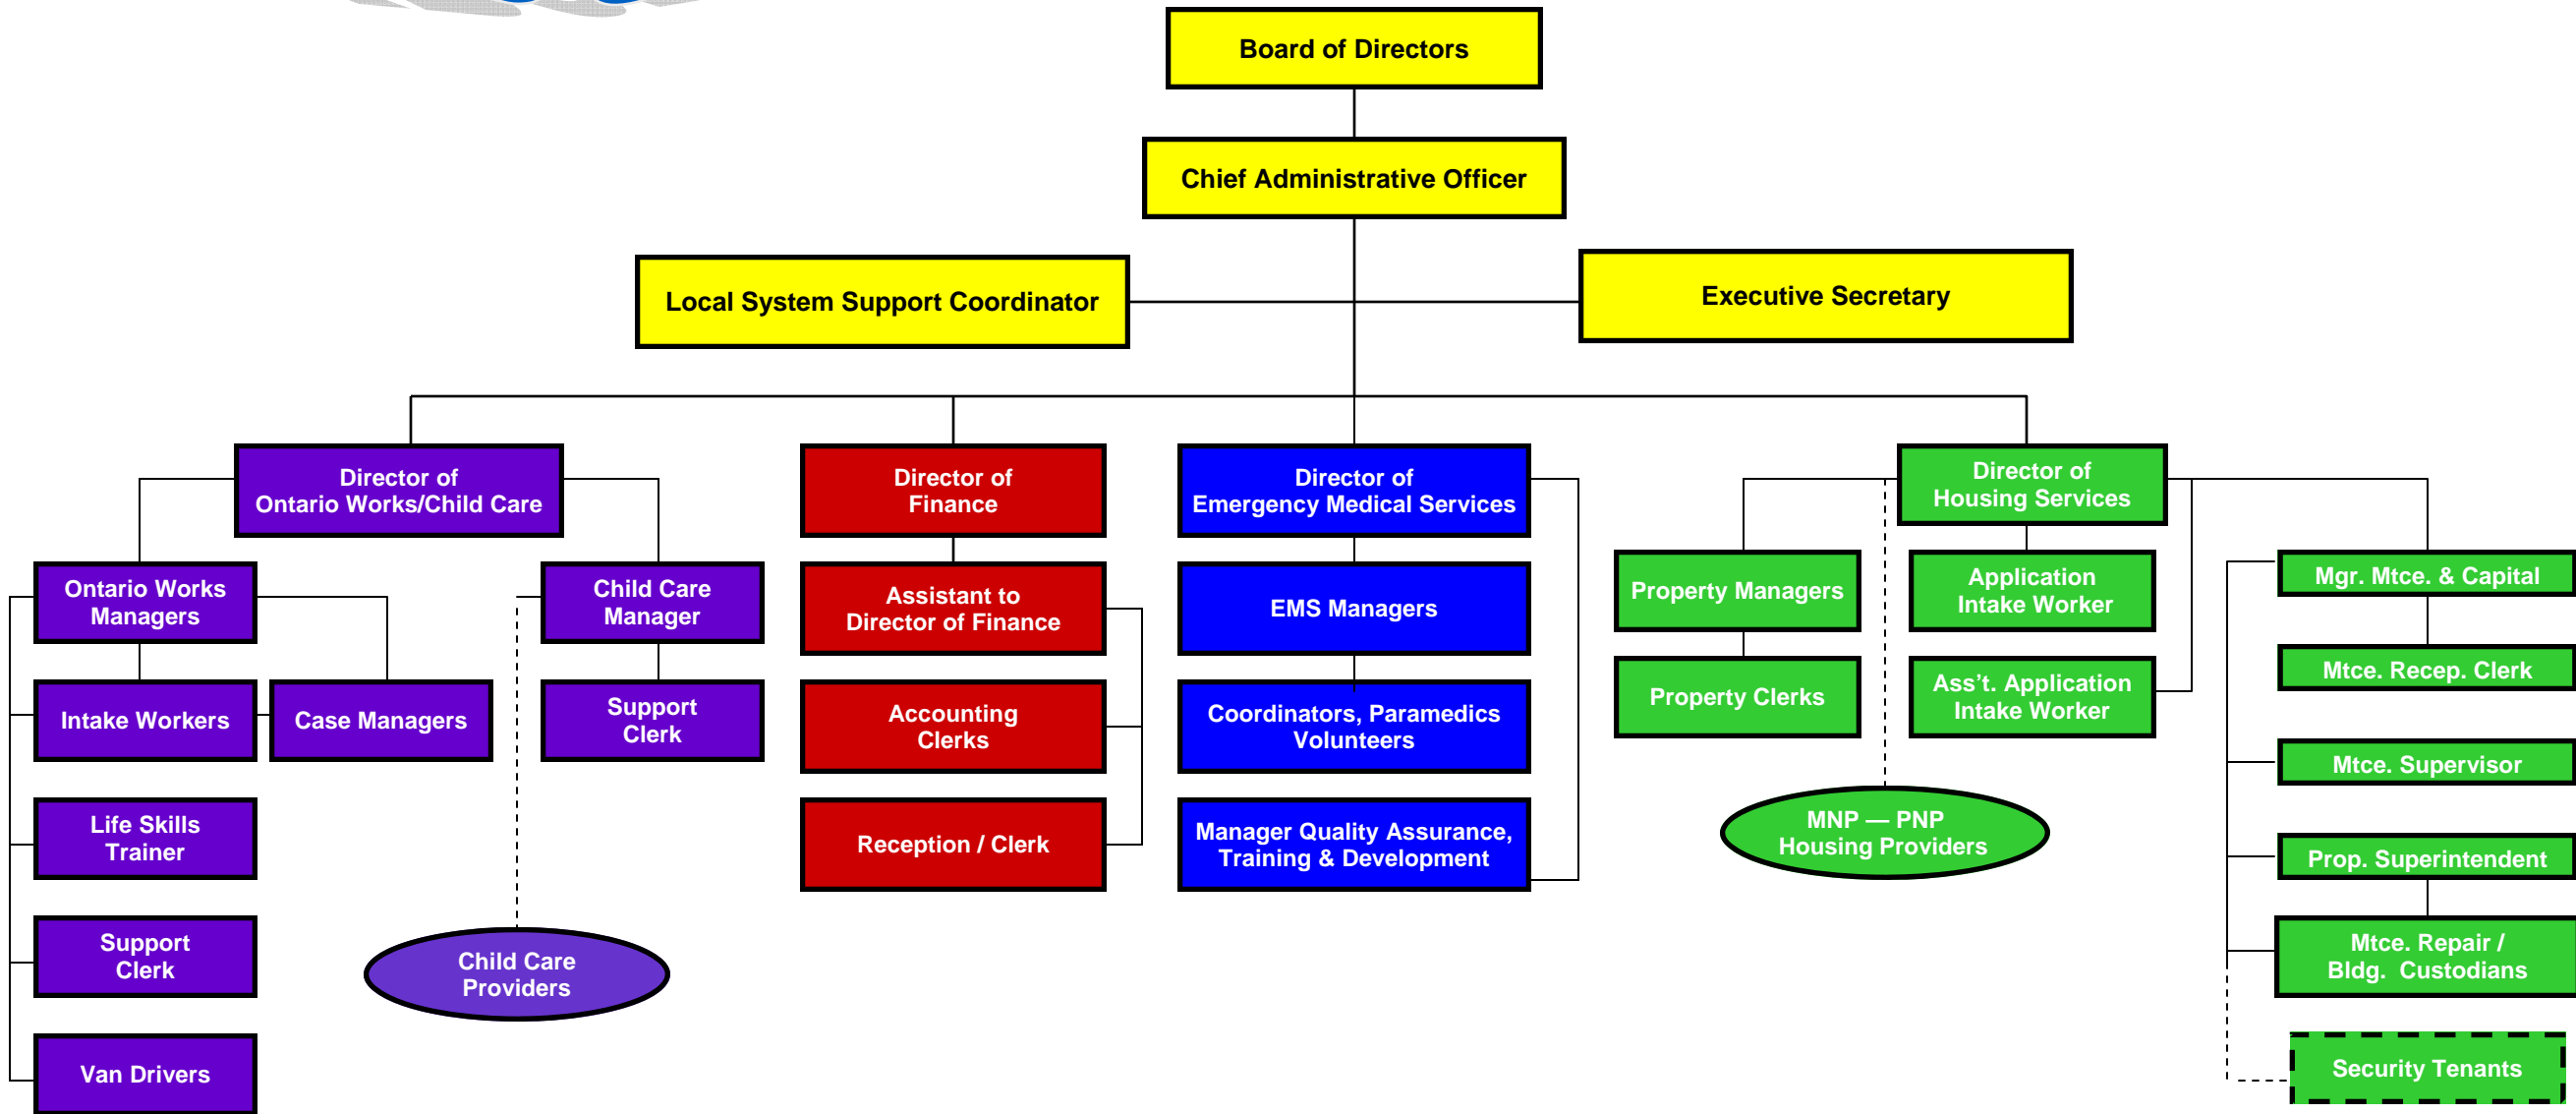 Board of Directors
Chief Administrative Officer
Local System Support Coordinator
Executive Secretary
Director of
Ontario Works/Child Care
Director of
Finance
Director of
Emergency Medical Services
Director of
Housing Services
Ontario Works
Managers
Child Care
Manager
Intake Workers
Case Managers
Support
Clerk
Life Skills
Trainer
Support
Clerk
Van Drivers
Child Care
Providers
Assistant to
Director of Finance
Accounting
Clerks
Reception / Clerk
EMS Managers
Coordinators, Paramedics
Volunteers
Manager Quality Assurance,
Training & Development
Property Managers
Property Clerks
Application
Intake Worker
Ass’t. Application
Intake Worker
MNP — PNP
Housing Providers
Mgr. Mtce. & Capital
Mtce. Recep. Clerk
Mtce. Supervisor
Prop. Superintendent
Mtce. Repair /
Bldg. Custodians
Security Tenants